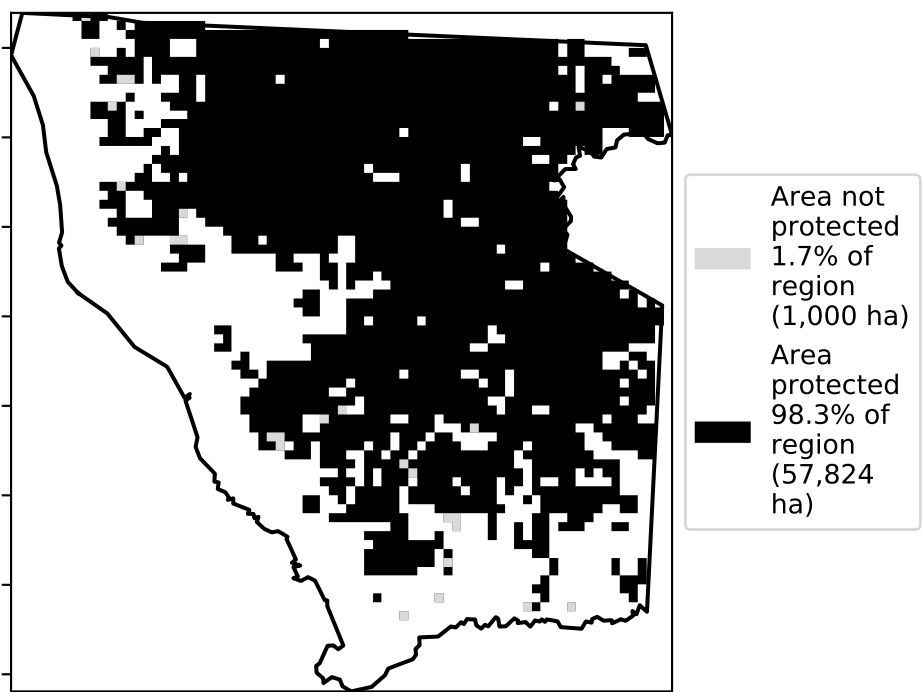 Area not
protected
1.7% of
region
(1,000 ha)
Area
protected
98.3% of
region
(57,824
ha)